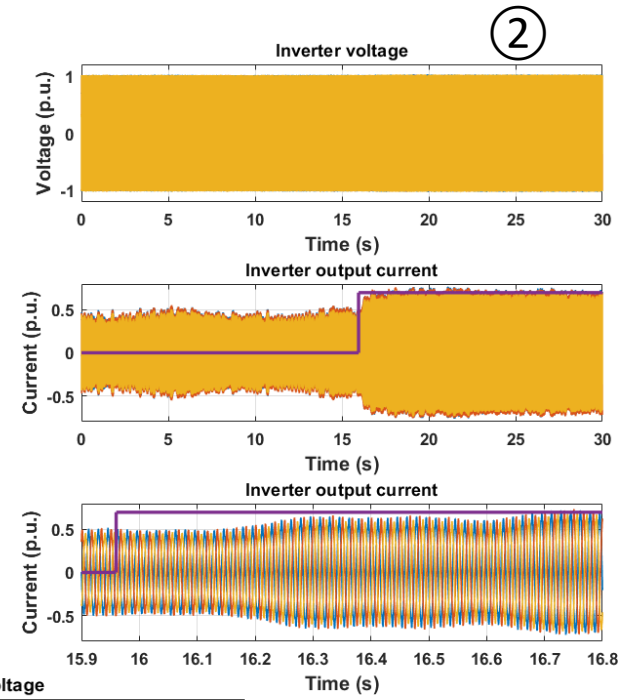 ②
Inverter voltage
Voltage (p.u.)
1
0
-1
0 5 10 15 20 25 30
Time (s)
Inverter output current
Current (p.u.)
0.5
0
-0.5
0 5 10 15 20 25 30
Time (s)
Inverter output current
Current (p.u.)
0.5
0
-0.5
15.9 16 16.1 16.2 16.3 16.4 16.5 16.6 16.7 16.8
Time (s)
ltage